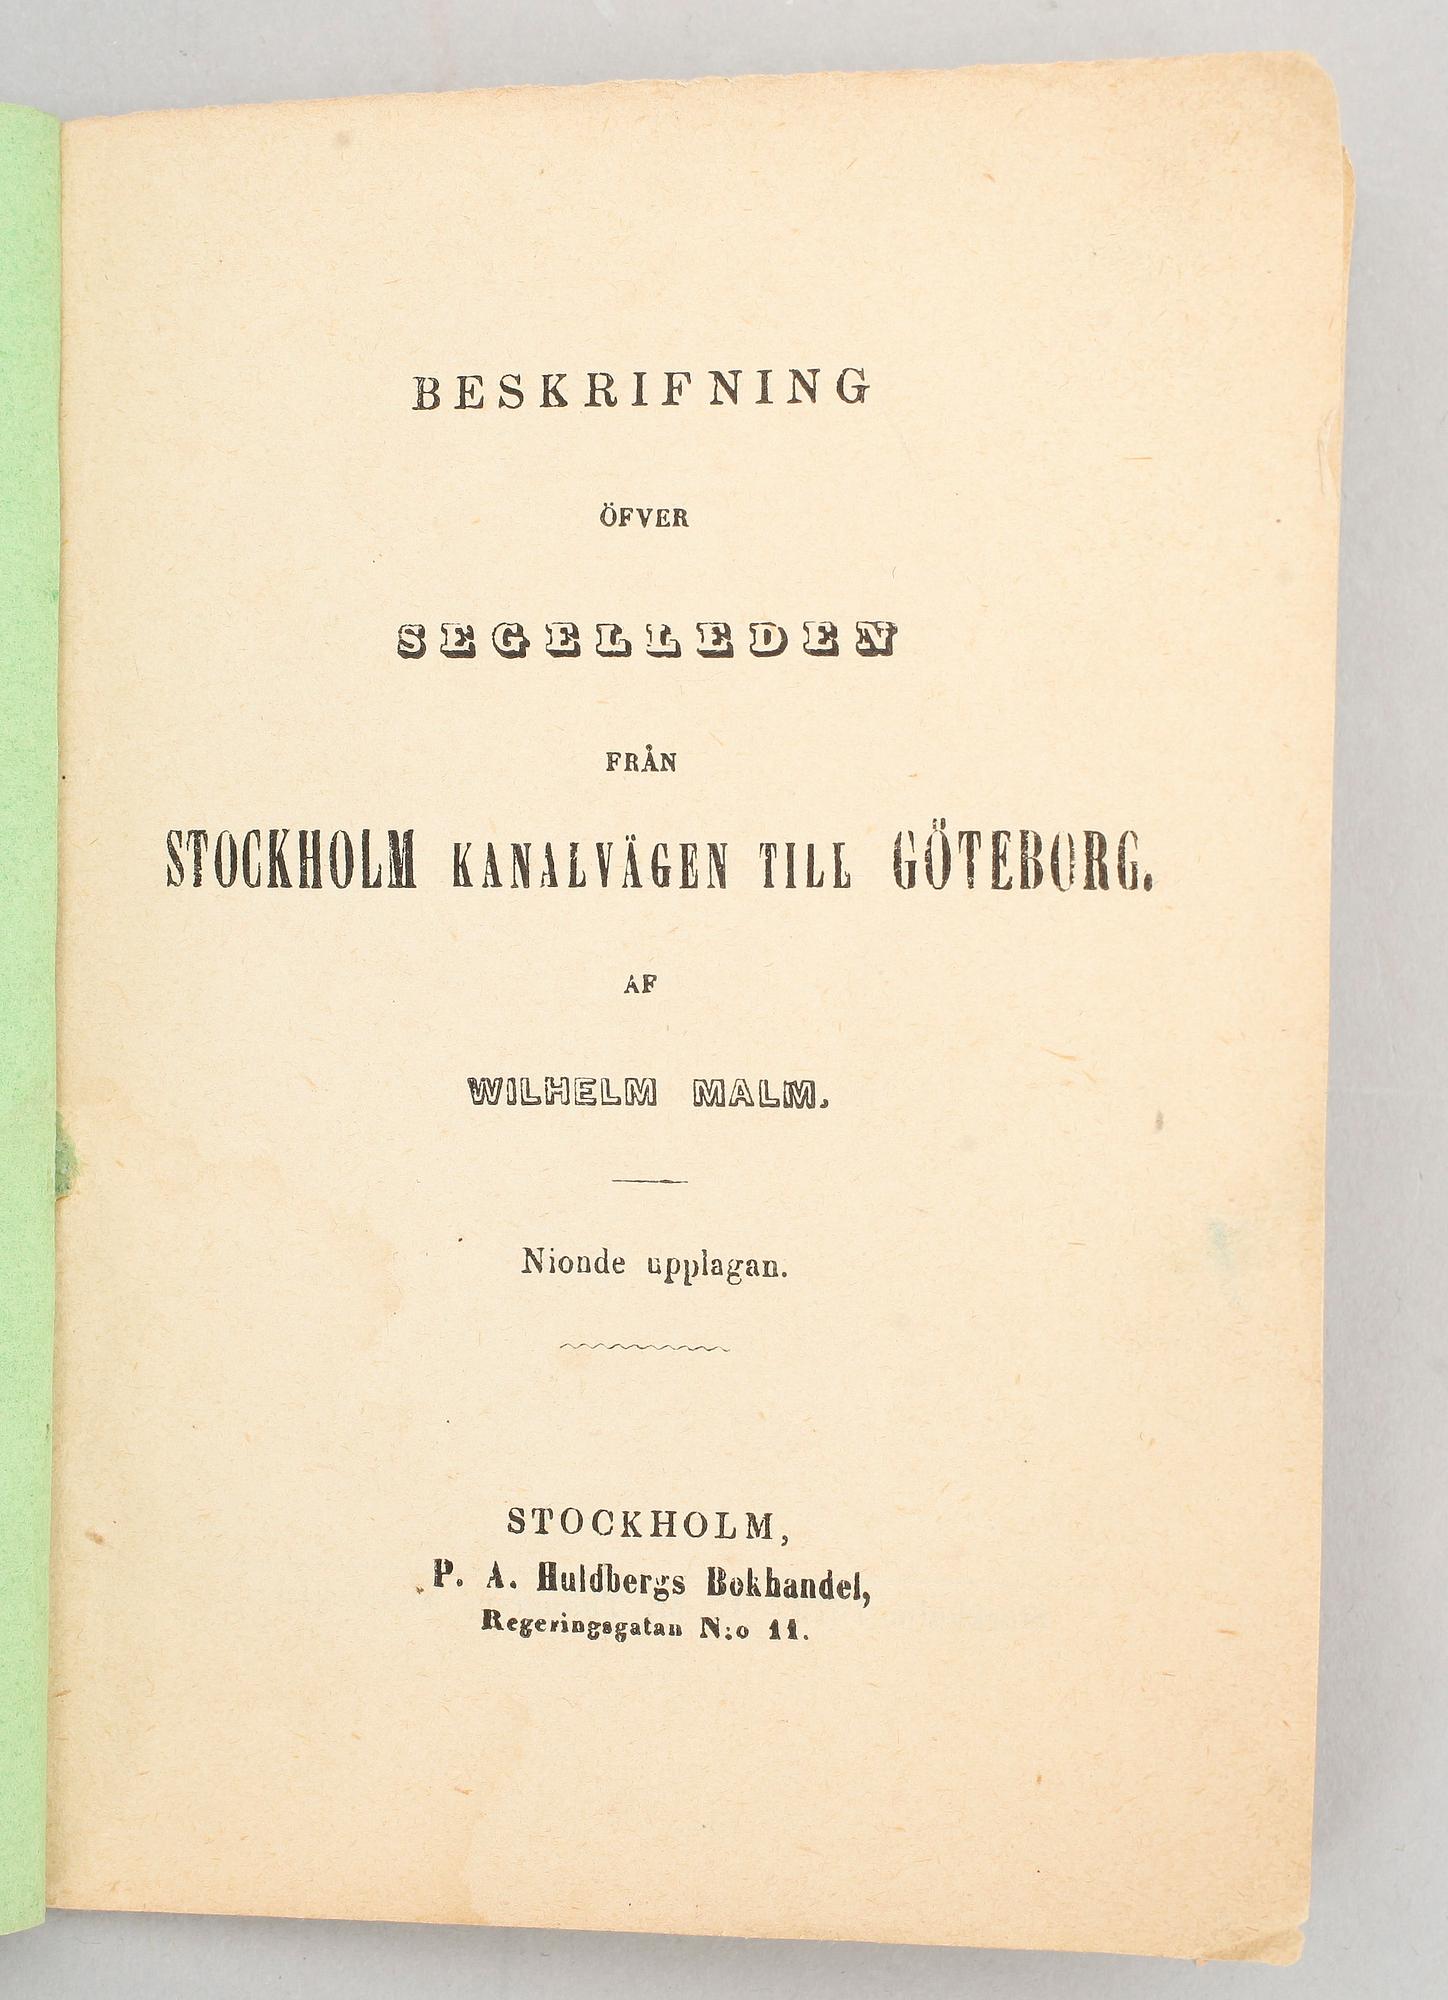 BESKRIFNING
ÖFVER
SEGELLEDEN
FRÅN
STOCKHOLM KANALVÄGEN TILL GÖTEBORG.
AF
WILHELM MALM.
Nionde upplagan.
STOCKHOLM,
P. A. Huldbergs Bokhandel,
Regeringsgatan N:o 11.